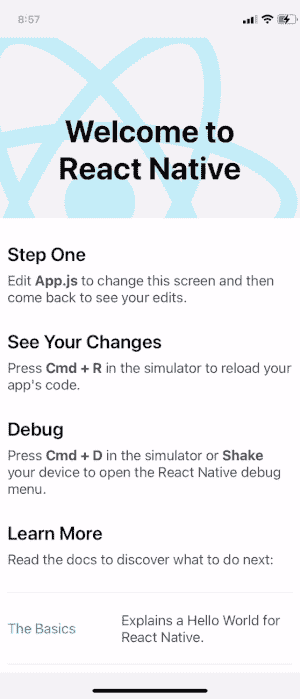 8:57
Welcome to
React Native
Step One
Edit App.js to change this screen and then
come back to see your edits.
See Your Changes
Press Cmd + R in the simulator to reload your
app's code.
Debug
Press Cmd + D in the simulator or Shake
your device to open the React Native debug
menu.
Learn More
Read the docs to discover what to do next:
The Basics
Explains a Hello World for
React Native.